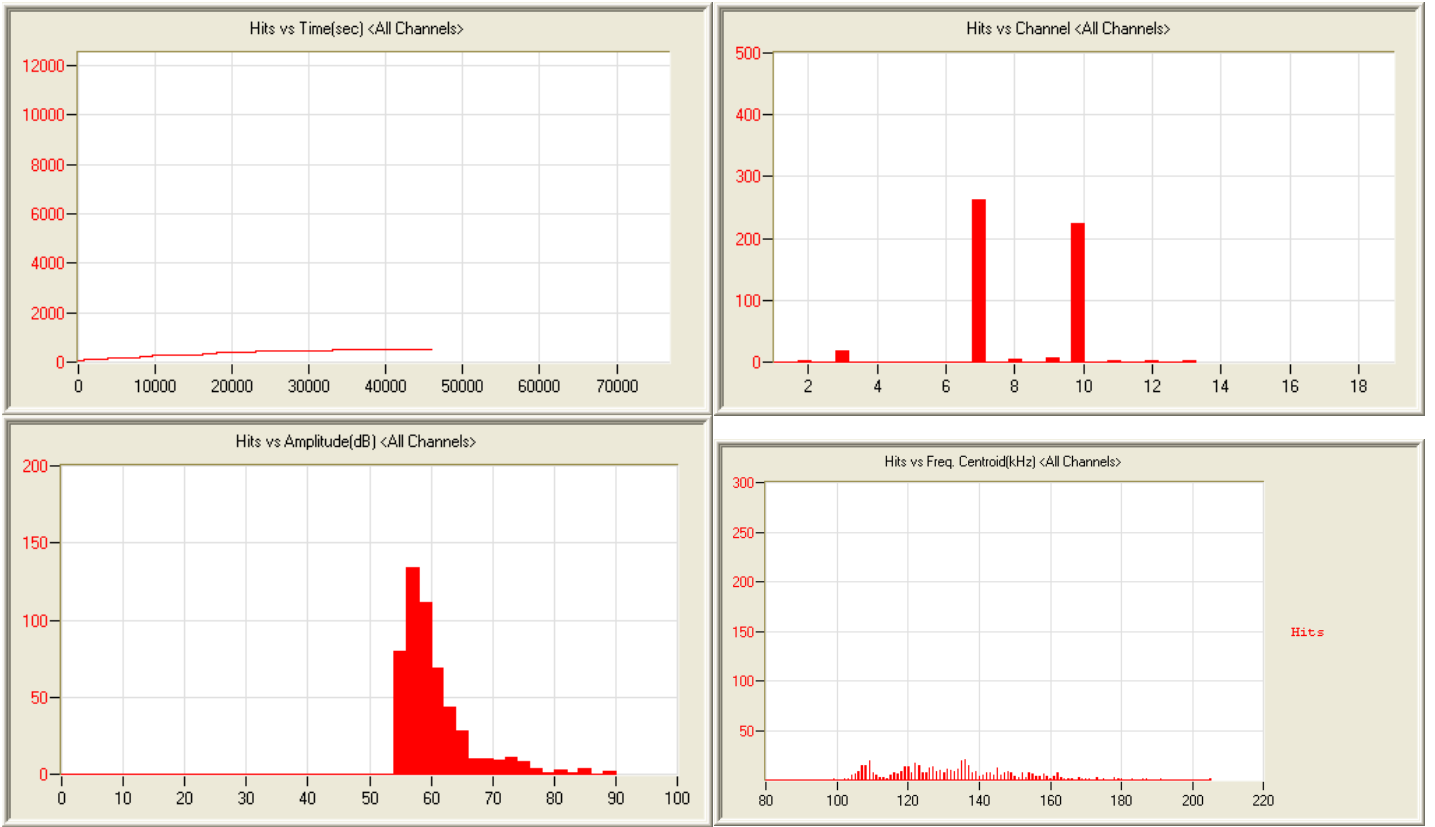 Hits vs Time(sec) <All Channels>
12000
10000
8000
6000
4000
2000
0
0 10000 20000 30000 40000 50000 60000 70000
Hits vs Channel <All Channels>
500
400
300
200
100
0
2 4 6 8 10 12 14 16 18
Hits vs Amplitude(dB) <All Channels>
200
150
100
50
0
0 10 20 30 40 50 60 70 80 90 100
Hits vs Freq. Centroid(kHz) <All Channels>
300
250
200
150
100
50
80 100 120 140 160 180 200 220
Hits